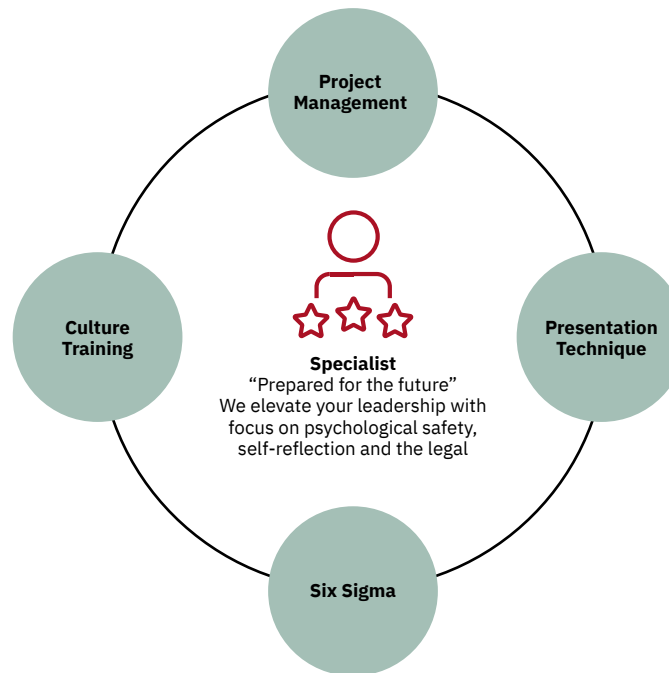 Project
Management
Culture
Training
Presentation
Technique
Specialist
“Prepared for the future”
We elevate your leadership with
focus on psychological safety,
self-reflection and the legal
Six Sigma